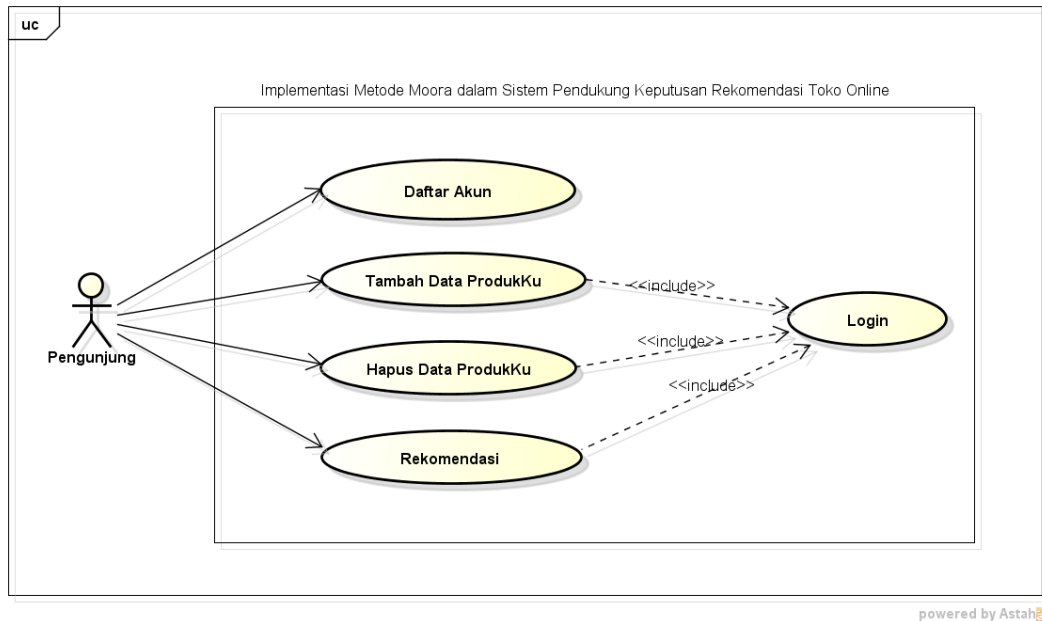 uc
Implementasi Metode Moora dalam Sistem Pendukung Keputusan Rekomendasi Toko Online
Daftar Akun
Tambah Data ProdukKu
<<include>>
Login
Pengunjung
Hapus Data ProdukKu
<<include>>
<<include>>
Rekomendasi
powered by Astah